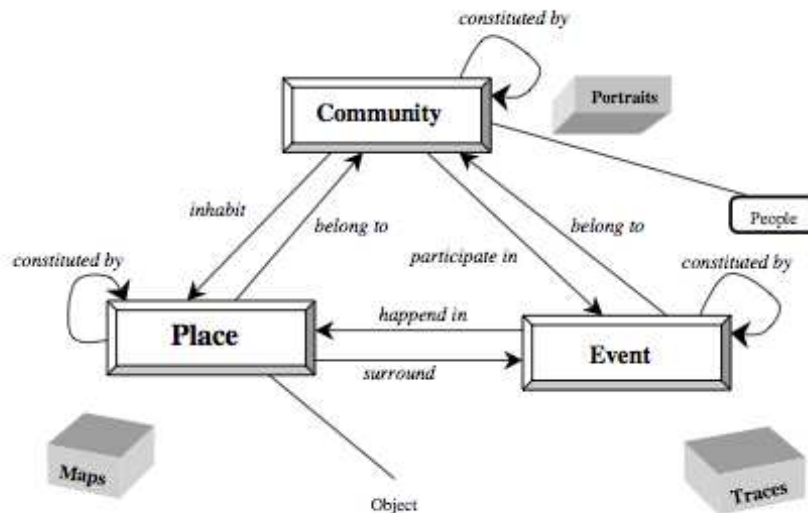 constituted by
Portraits
Community
People
inhabit
belong to
belong to
constituted by
participate in
constituted by
happend in
Place
Event
surround
Maps
Traces
Object